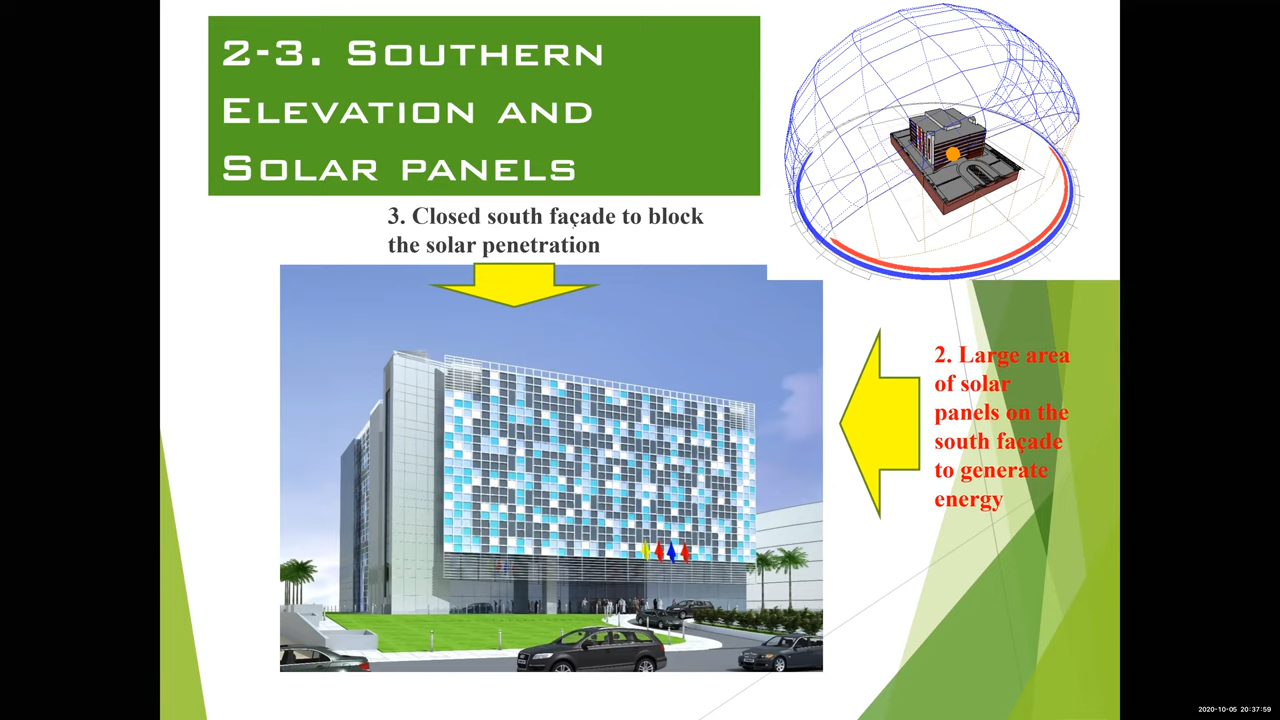 2-3. Southern
Elevation and
Solar panels
3. Closed south façade to block
the solar penetration
2. Large area
of solar
panels on the
south façade
to generate
energy
2020-10-05 20:37:59